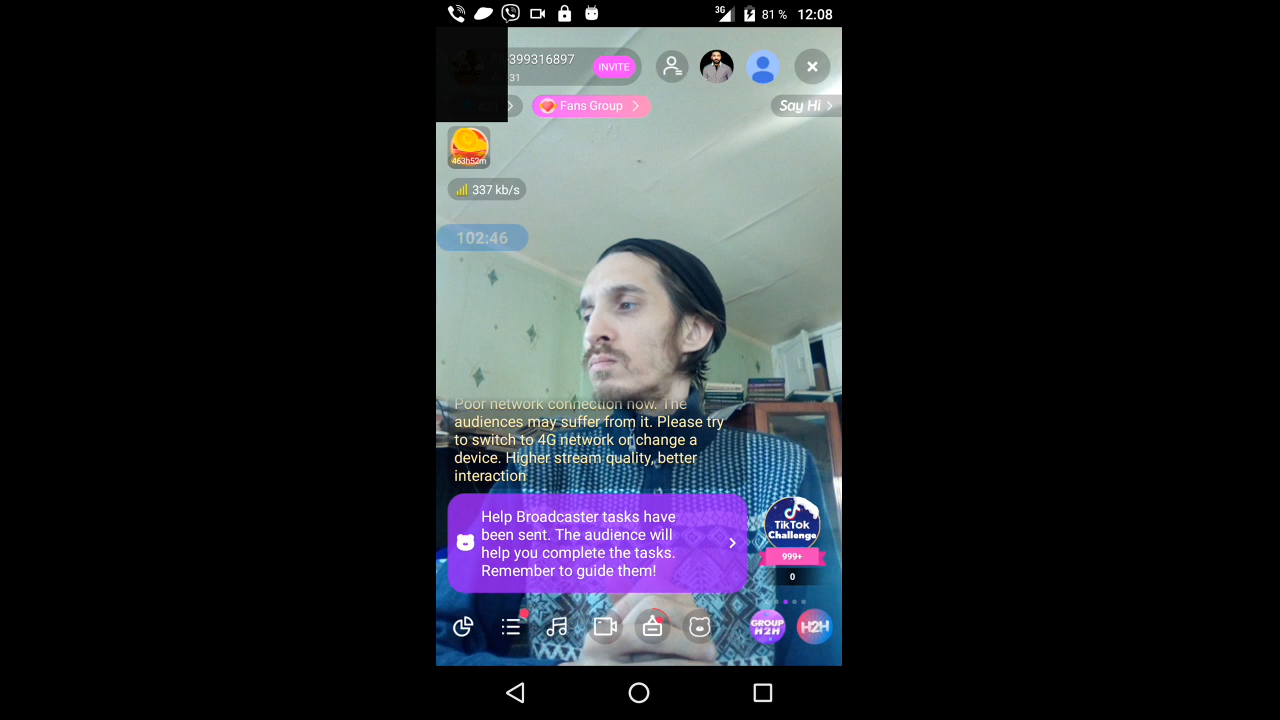 3G
81 %
12:08
399316897
INVITE
31
Fans Group
Say Hi
463h52m
337 kb/s
102:46
Poor network connection now. The
audiences may suffer from it. Please try
to switch to 4G network or change a
device. Higher stream quality, better
interaction
Help Broadcaster tasks have
been sent. The audience will
help you complete the tasks.
Remember to guide them!
TikTok
Challenge
999+
0
GROUP
H2H
H2H